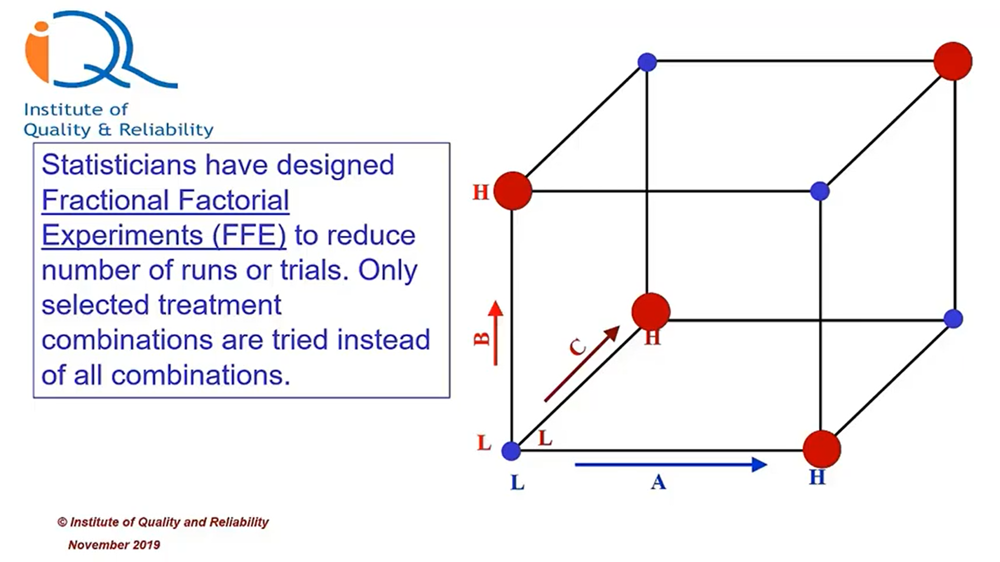 iQR
Institute of
Quality & Reliability
Statisticians have designed
Fractional Factorial
Experiments (FFE) to reduce
number of runs or trials. Only
selected treatment
combinations are tried instead
of all combinations.
H
B
C
H
L
L
L
A
H
© Institute of Quality and Reliability
November 2019